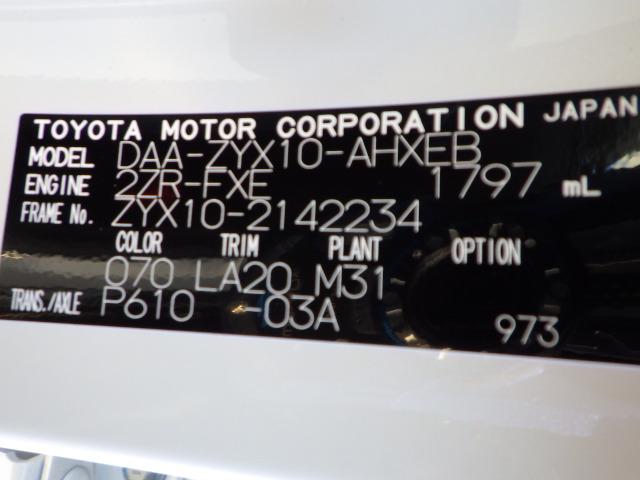 TOYOTA MOTOR CORPORATION JAPAN
MODEL DAA-ZYX10-AHXEB
ENGINE 2ZR-FXE 1797 mL
FRAME No. ZYX10-2142234
COLOR TRIM PLANT OPTION
070 LA20 M31
TRANS./AXLE P610 -03A
973